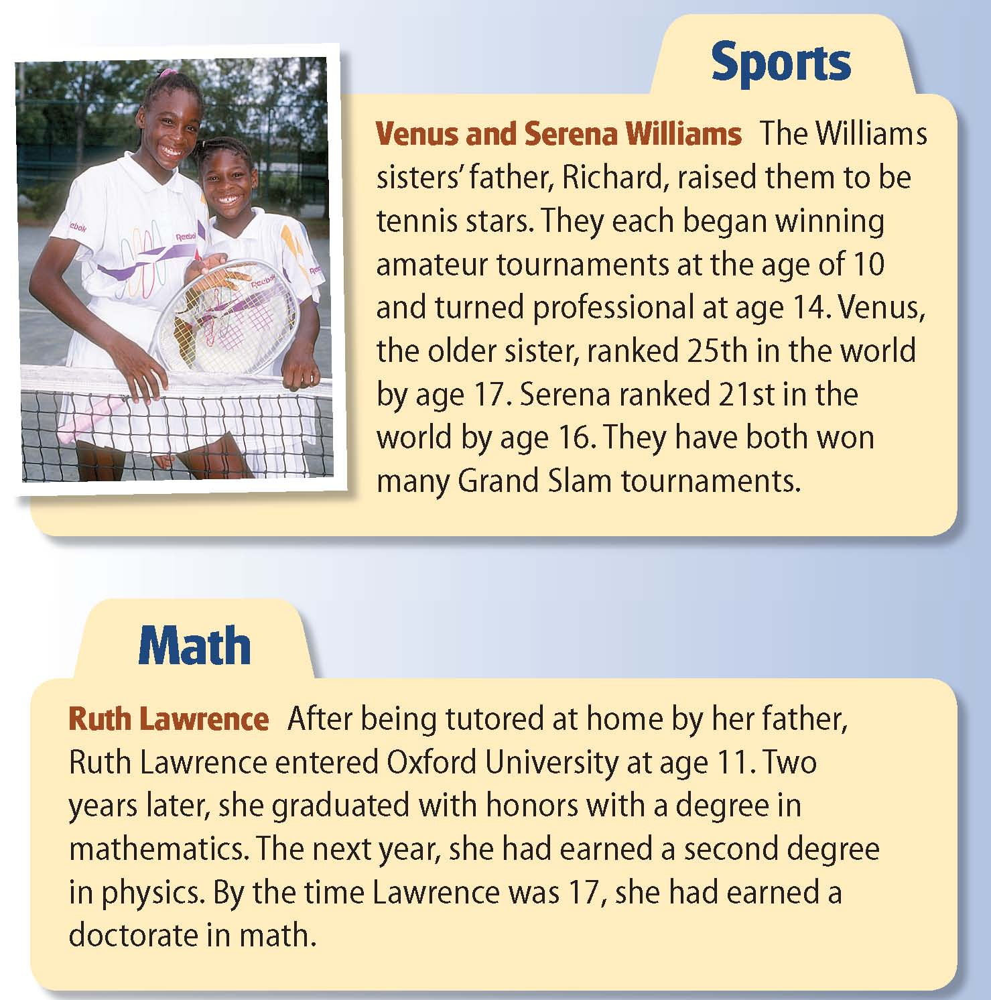 Sports
Venus and Serena Williams The Williams
sisters’ father, Richard, raised them to be
tennis stars. They each began winning
amateur tournaments at the age of 10
and turned professional at age 14. Venus,
the older sister, ranked 25th in the world
by age 17. Serena ranked 21st in the
world by age 16. They have both won
many Grand Slam tournaments.
ebok
Reebok
Reebok
Re
Math
Ruth Lawrence After being tutored at home by her father,
Ruth Lawrence entered Oxford University at age 11. Two
years later, she graduated with honors with a degree in
mathematics. The next year, she had earned a second degree
in physics. By the time Lawrence was 17, she had earned a
doctorate in math.